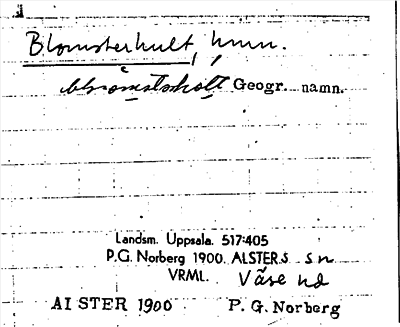 Blomsterhult, hmn.
Geogr. namn.
Landsm. Uppsala. 517:405
P.G. Norberg 1900. ALSTERS sn
VRML. Väse hd
ALSTER 1900 P. G. Norberg